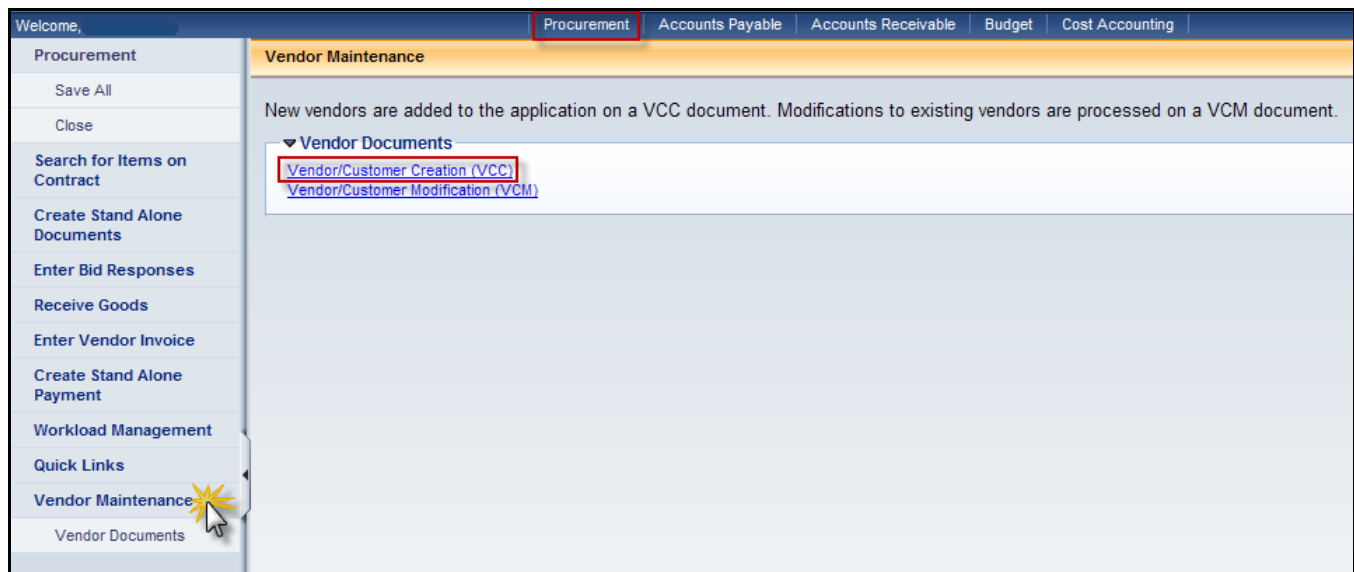 Welcome,
Procurement Accounts Payable Accounts Receivable Budget Cost Accounting
Procurement
Save All
Close
Search for Items on
Contract
Create Stand Alone
Documents
Enter Bid Responses
Receive Goods
Enter Vendor Invoice
Create Stand Alone
Payment
Workload Management
Quick Links
Vendor Maintenance
Vendor Documents
Vendor Maintenance
New vendors are added to the application on a VCC document. Modifications to existing vendors are processed on a VCM document.
Vendor Documents
Vendor/Customer Creation (VCC)
Vendor/Customer Modification (VCM)